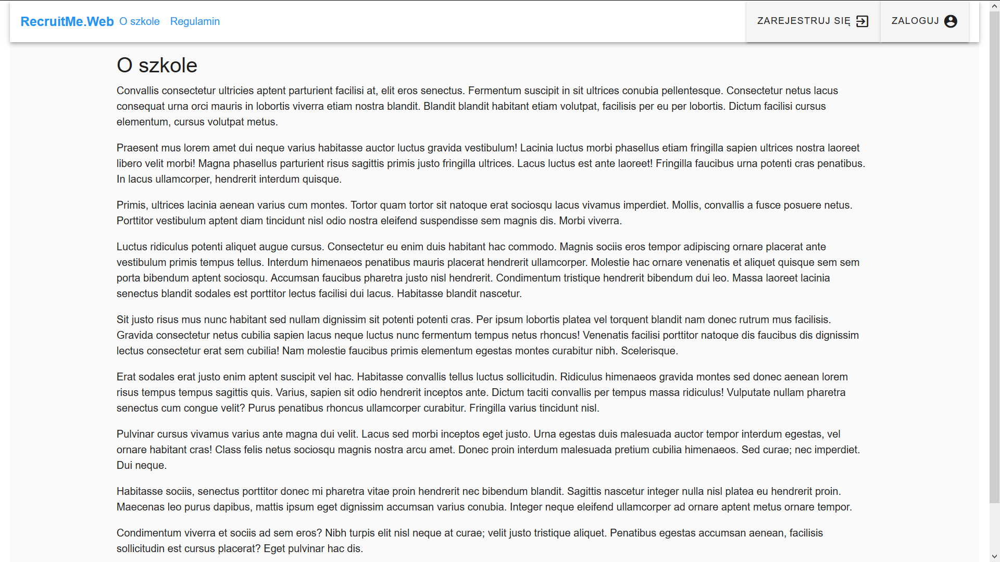 RecruitMe.Web O szkole Regulamin ZAREJESTRUJ SIĘ ZALOGUJ
O szkole
Convallis consectetur ultricies aptent parturient facilisi at, elit eros senectus. Fermentum suscipit in sit ultrices conubia pellentesque. Consectetur netus lacus
consequat urna orci mauris in lobortis viverra etiam nostra blandit. Blandit blandit habitant etiam volutpat, facilisis per eu per lobortis. Dictum facilisi cursus
elementum, cursus volutpat metus.
Praesent mus lorem amet dui neque varius habitasse auctor luctus gravida vestibulum! Lacinia luctus morbi phasellus etiam fringilla sapien ultrices nostra laoreet
libero velit morbi! Magna phasellus parturient risus sagittis primis justo fringilla ultrices. Lacus luctus est ante laoreet! Fringilla faucibus urna potenti cras penatibus.
In lacus ullamcorper, hendrerit interdum quisque.
Primis, ultrices lacinia aenean varius cum montes. Tortor quam tortor sit natoque erat sociosqu lacus vivamus imperdiet. Mollis, convallis a fusce posuere netus.
Porttitor vestibulum aptent diam tincidunt nisl odio nostra eleifend suspendisse sem magnis dis. Morbi viverra.
Luctus ridiculus potenti aliquet augue cursus. Consectetur eu enim duis habitant hac commodo. Magnis sociis eros tempor adipiscing ornare placerat ante
vestibulum primis tempus tellus. Interdum himenaeos penatibus mauris placerat hendrerit ullamcorper. Molestie hac ornare venenatis et aliquet quisque sem sem
porta bibendum aptent sociosqu. Accumsan faucibus pharetra justo nisl hendrerit. Condimentum tristique hendrerit bibendum dui leo. Massa laoreet lacinia
senectus blandit sodales est porttitor lectus facilisi dui lacus. Habitasse blandit nascetur.
Sit justo risus mus nunc habitant sed nullam dignissim sit potenti potenti cras. Per ipsum lobortis platea vel torquent blandit nam donec rutrum mus facilisis.
Gravida consectetur netus cubilia sapien lacus neque luctus nunc fermentum tempus netus rhoncus! Venenatis facilisi porttitor natoque dis faucibus dis dignissim
lectus consectetur erat sem cubilia! Nam molestie faucibus primis elementum egestas montes curabitur nibh. Scelerisque.
Erat sodales erat justo enim aptent suscipit vel hac. Habitasse convallis tellus luctus sollicitudin. Ridiculus himenaeos gravida montes sed donec aenean lorem
risus tempus tempus sagittis quis. Varius, sapien sit odio hendrerit inceptos ante. Dictum taciti convallis per tempus massa ridiculus! Vulputate nullam pharetra
senectus cum congue velit? Purus penatibus rhoncus ullamcorper curabitur. Fringilla varius tincidunt nisl.
Pulvinar cursus vivamus varius ante magna dui velit. Lacus sed morbi inceptos eget justo. Urna egestas duis malesuada auctor tempor interdum egestas, vel
ornare habitant cras! Class felis netus sociosqu magnis nostra arcu amet. Donec proin interdum malesuada pretium cubilia himenaeos. Sed curae; nec imperdiet.
Dui neque.
Habitasse sociis, senectus porttitor donec mi pharetra vitae proin hendrerit nec bibendum blandit. Sagittis nascetur integer nulla nisl platea eu hendrerit proin.
Maecenas leo purus dapibus, mattis ipsum eget dignissim accumsan varius conubia. Integer neque eleifend ullamcorper ad ornare aptent metus ornare tempor.
Condimentum viverra et sociis ad sem eros? Nibh turpis elit nisl neque at curae; velit justo tristique aliquet. Penatibus egestas accumsan aenean, facilisis
sollicitudin est cursus placerat? Eget pulvinar hac dis.